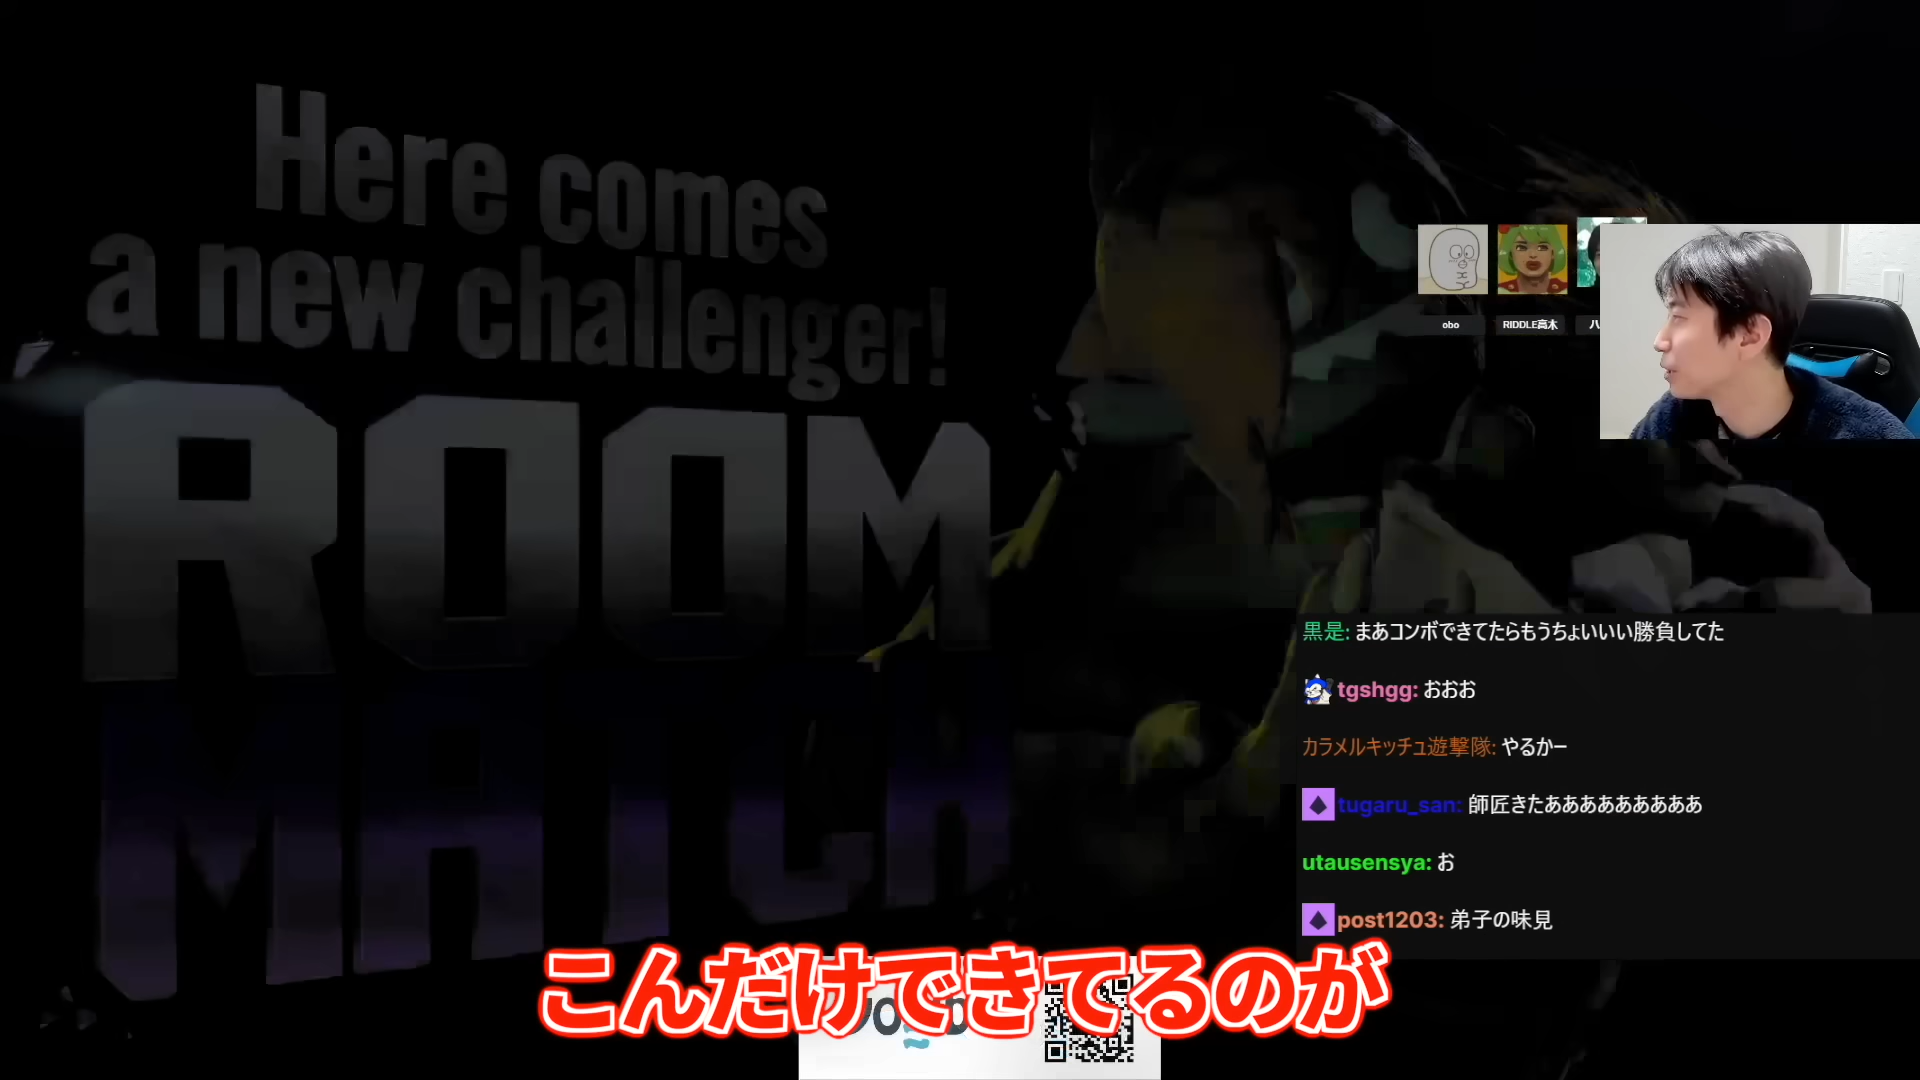 Here comes
a new challenger!
ROOM
MATCH
obo
RIDDLE高木
ハ
黒是: まあコンボできてたらもうちょいいい勝負してた
tgshgg: おおお
カラメルキッチュ遊撃隊: やるかー
tugaru_san: 師匠きたあああああああああ
utausensya: お
post1203: 弟子の味見
こんだけできてるのが